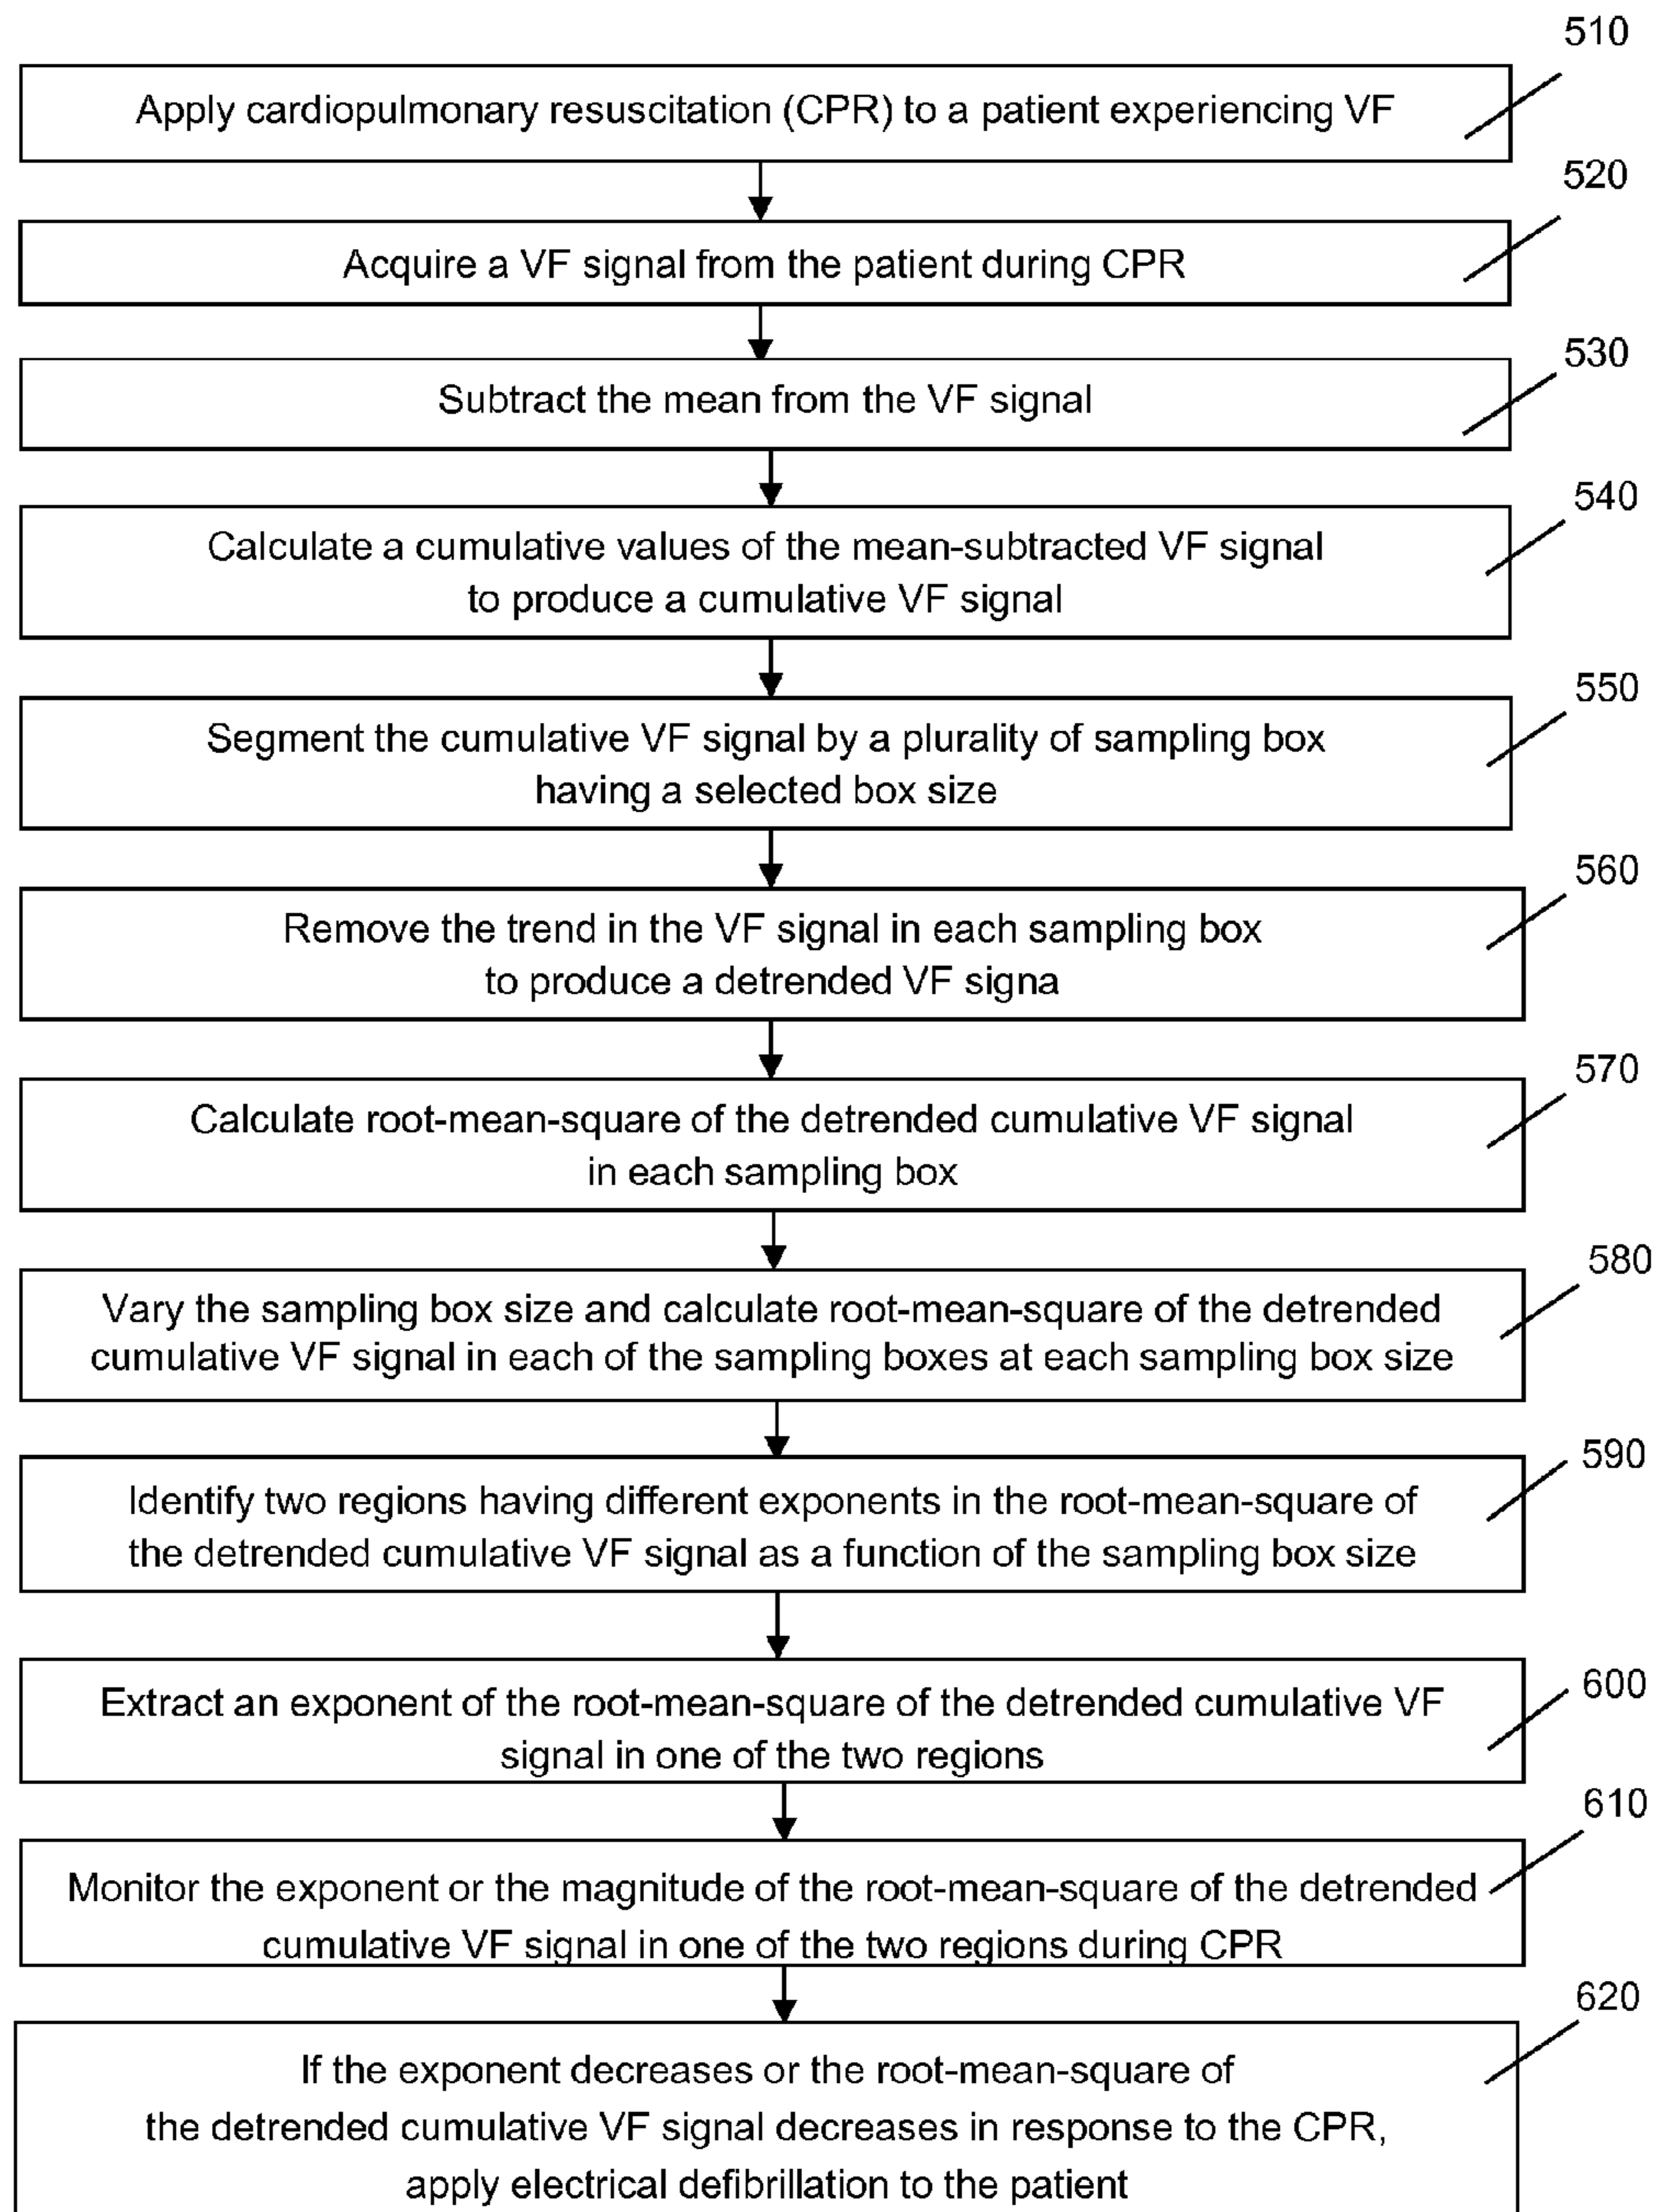 510
Apply cardiopulmonary resuscitation (CPR) to a patient experiencing VF
520
Acquire a VF signal from the patient during CPR
530
Subtract the mean from the VF signal
540
Calculate a cumulative values of the mean-subtracted VF signal
to produce a cumulative VF signal
550
Segment the cumulative VF signal by a plurality of sampling box
having a selected box size
560
Remove the trend in the VF signal in each sampling box
to produce a detrended VF signa
570
Calculate root-mean-square of the detrended cumulative VF signal
in each sampling box
580
Vary the sampling box size and calculate root-mean-square of the detrended
cumulative VF signal in each of the sampling boxes at each sampling box size
590
Identify two regions having different exponents in the root-mean-square of
the detrended cumulative VF signal as a function of the sampling box size
600
Extract an exponent of the root-mean-square of the detrended cumulative VF
signal in one of the two regions
610
Monitor the exponent or the magnitude of the root-mean-square of the detrended
cumulative VF signal in one of the two regions during CPR
620
If the exponent decreases or the root-mean-square of
the detrended cumulative VF signal decreases in response to the CPR,
apply electrical defibrillation to the patient